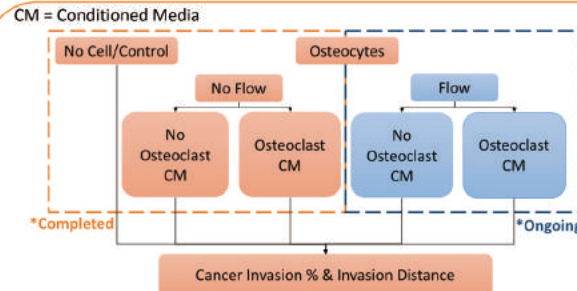 CM = Conditioned Media
No Cell/Control
Osteocytes
No Flow
Flow
No
Osteoclast
CM
Osteoclast
CM
No
Osteoclast
CM
Osteoclast
CM
*Completed
*Ongoing
Cancer Invasion % & Invasion Distance